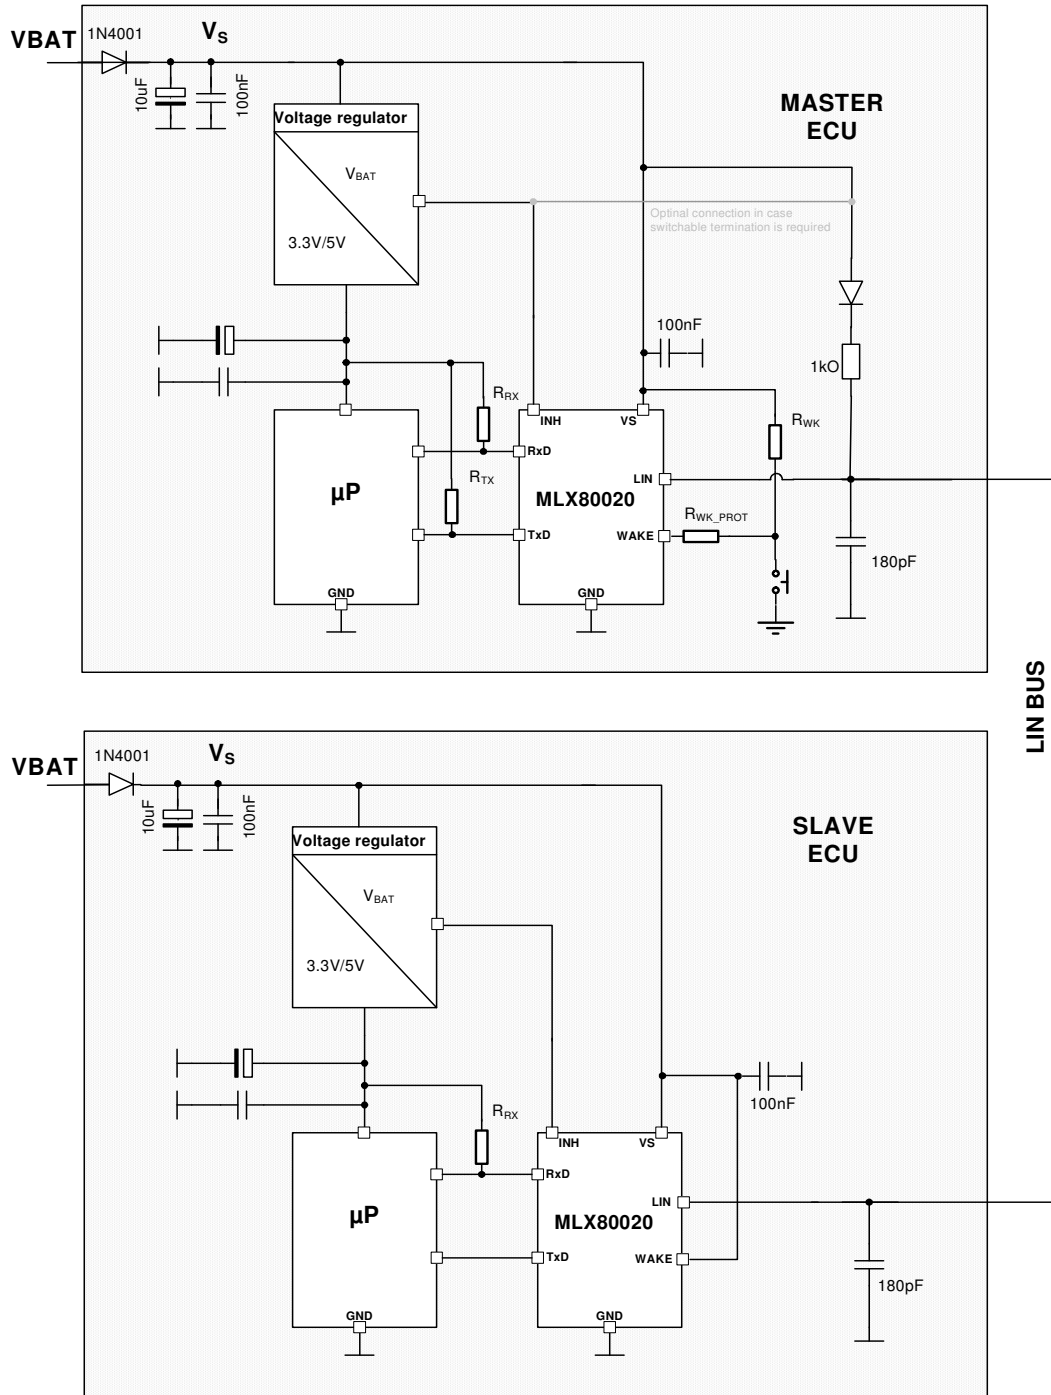 VBAT
1N4001
VS
10uF
100nF
MASTER
ECU
Voltage regulator
VBAT
3.3V/5V
Optinal connection in case
switchable termination is required
100nF
1kO
RRX
RWK
INH
VS
RxD
RTX
LIN
µP
MLX80020
RWK_PROT
TxD
WAKE
180pF
GND
GND
LIN BUS
VBAT
1N4001
VS
10uF
100nF
SLAVE
ECU
Voltage regulator
VBAT
3.3V/5V
100nF
RRX
INH
VS
RxD
LIN
µP
MLX80020
TxD
WAKE
180pF
GND
GND